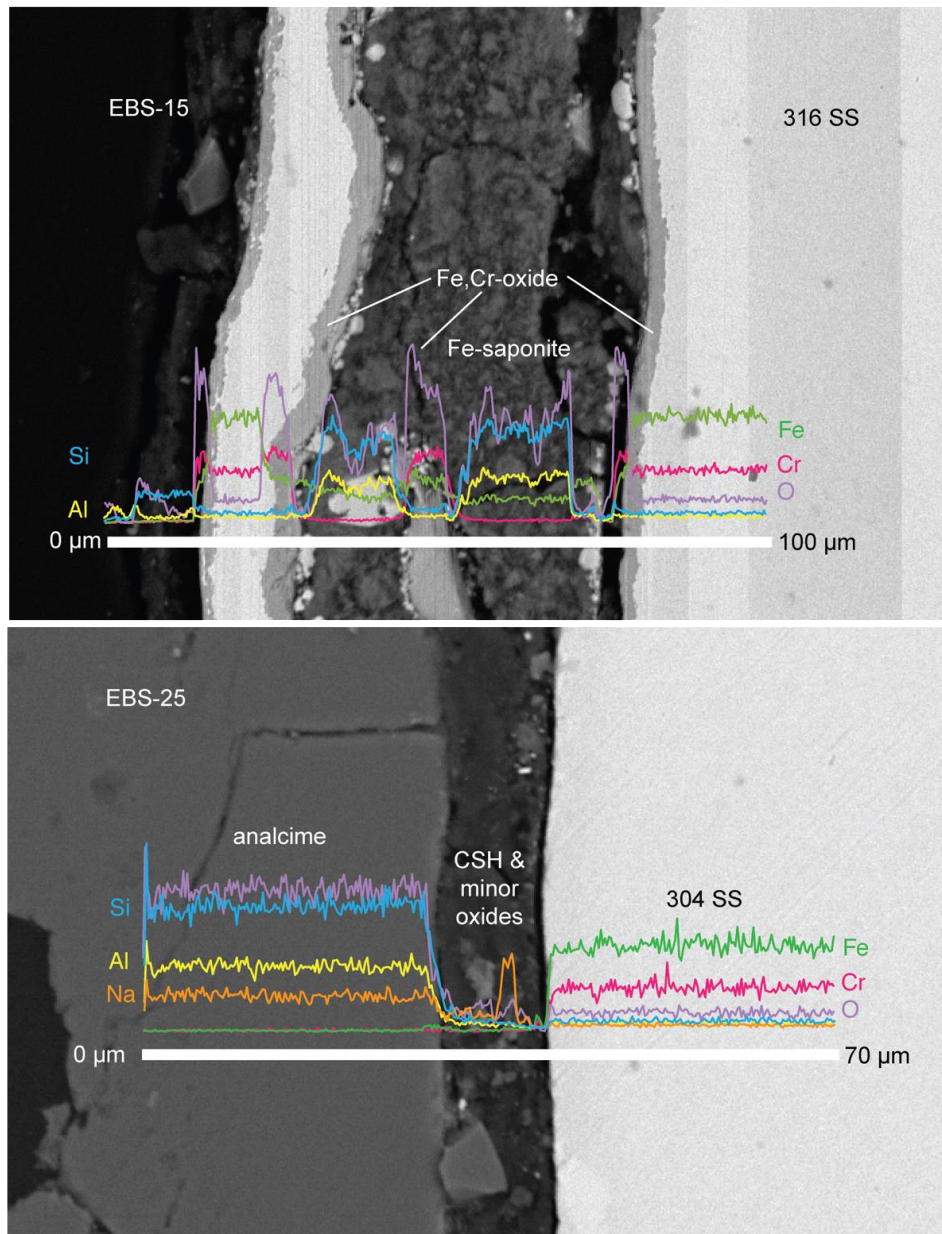 EBS-15
316 SS
Fe,Cr-oxide
Fe-saponite
Si
Fe
Cr
Al
O
0 µm
100 µm
EBS-25
analcime
CSH &
minor
oxides
304 SS
Si
Fe
Al
Cr
Na
O
0 µm
70 µm